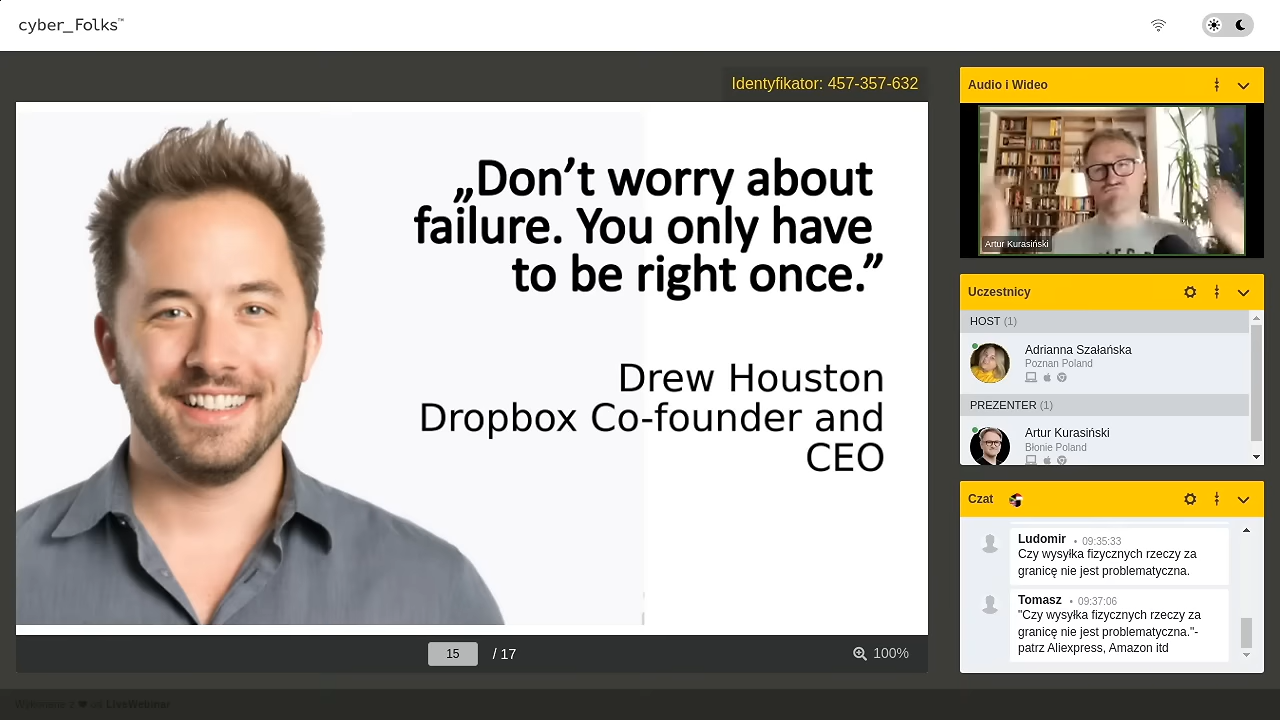 cyber_Folks™
Identyfikator: 457-357-632
„Don’t worry about
failure. You only have
to be right once.”
Drew Houston
Dropbox Co-founder and
CEO
15 / 17
100%
Audio i Wideo
Artur Kurasiński
Uczestnicy
HOST (1)
Adrianna Szałańska
Poznan Poland
PREZENTER (1)
Artur Kurasiński
Błonie Poland
Czat
Ludomir • 09:35:33
Czy wysyłka fizycznych rzeczy za
granicę nie jest problematyczna.
Tomasz • 09:37:06
"Czy wysyłka fizycznych rzeczy za
granicę nie jest problematyczna."-
patrz Aliexpress, Amazon itd
Wykonane z ❤ od LiveWebinar